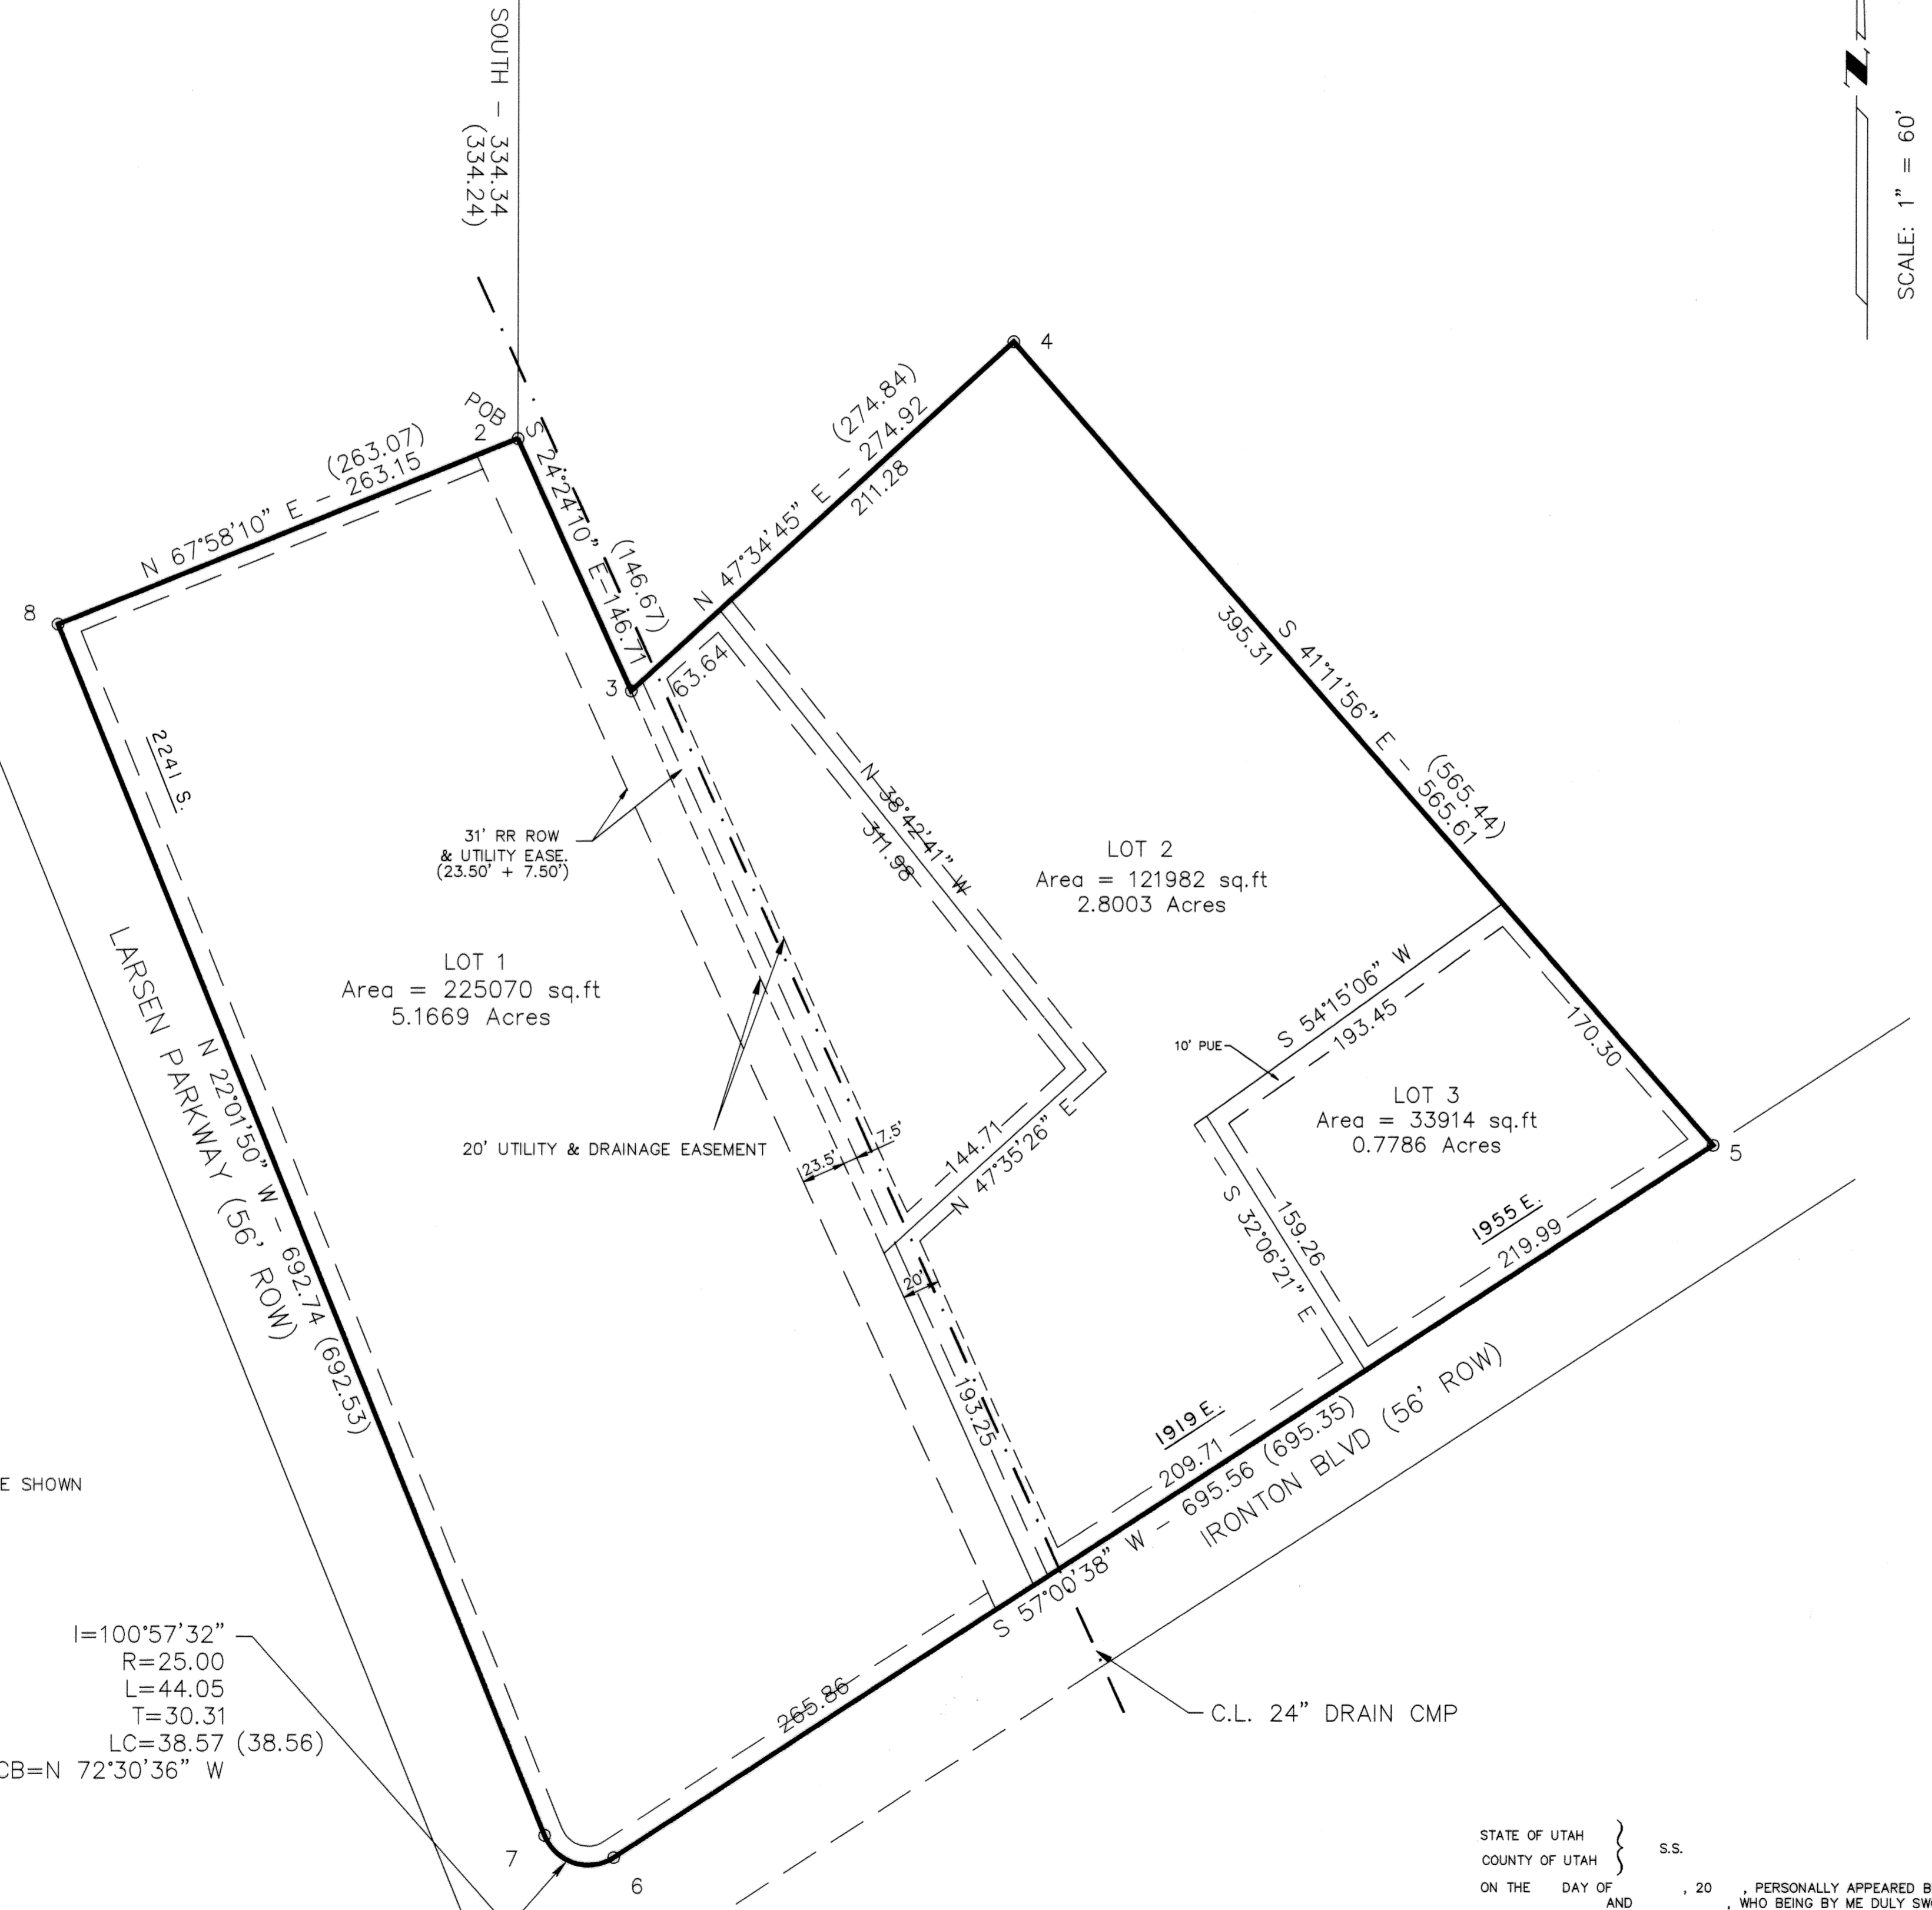 SOUTH - 334.34
(334.24)
SCALE: 1" = 60'
4
(274.84)
N 47°34'45" E - 274.92
211.28
POB
2
(263.07)
N 67°58'10" E - 263.15
S 24°24'10" E-146.71
(146.67)
8
3
63.64
S 41°11'56" E - 565.61
(565.44)
395.31
2241 S.
N 38°42'41" W
311.98
31' RR ROW
& UTILITY EASE.
(23.50' + 7.50')
LOT 2
Area = 121982 sq.ft
2.8003 Acres
LOT 1
Area = 225070 sq.ft
5.1669 Acres
LARSEN PARKWAY (56' ROW)
N 22°01'50" W - 692.74 (692.53)
S 54°15'06" W
193.45
10' PUE
170.30
LOT 3
Area = 33914 sq.ft
0.7786 Acres
5
20' UTILITY & DRAINAGE EASEMENT
23.5'
7.5'
144.71
N 47°35'26" E
S 32°06'21" E
159.26
1955 E.
219.99
20'
193.25
1919 E.
209.71
S 57°00'38" W - 695.56 (695.35)
IRONTON BLVD (56' ROW)
E SHOWN
265.86
I=100°57'32"
R=25.00
L=44.05
T=30.31
LC=38.57 (38.56)
CB=N 72°30'36" W
C.L. 24" DRAIN CMP
7
6
STATE OF UTAH
COUNTY OF UTAH
S.S.
ON THE DAY OF , 20 , PERSONALLY APPEARED B
AND , WHO BEING BY ME DULY SW